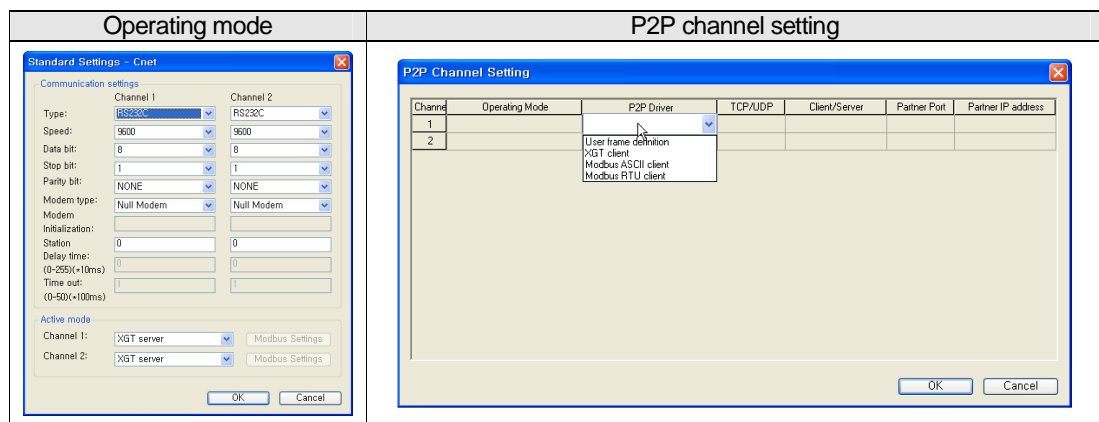 Operating mode
P2P channel setting
Standard Settings - Cnet
Communication settings
Channel 1 Channel 2
Type: RS232C RS232C
Speed: 9600 9600
Data bit: 8 8
Stop bit: 1 1
Parity bit: NONE NONE
Modem type: Null Modem Null Modem
Modem
Initialization:
Station 0 0
Delay time:
(0-255)(*10ms) 0 0
Time out: 1 1
(0-50)(*100ms)
Active mode
Channel 1: XGT server Modbus Settings
Channel 2: XGT server Modbus Settings
OK Cancel
P2P Channel Setting
Channe Operating Mode P2P Driver TCP/UDP Client/Server Partner Port Partner IP address
1
2
User frame definition
XGT client
Modbus ASCII client
Modbus RTU client
OK Cancel